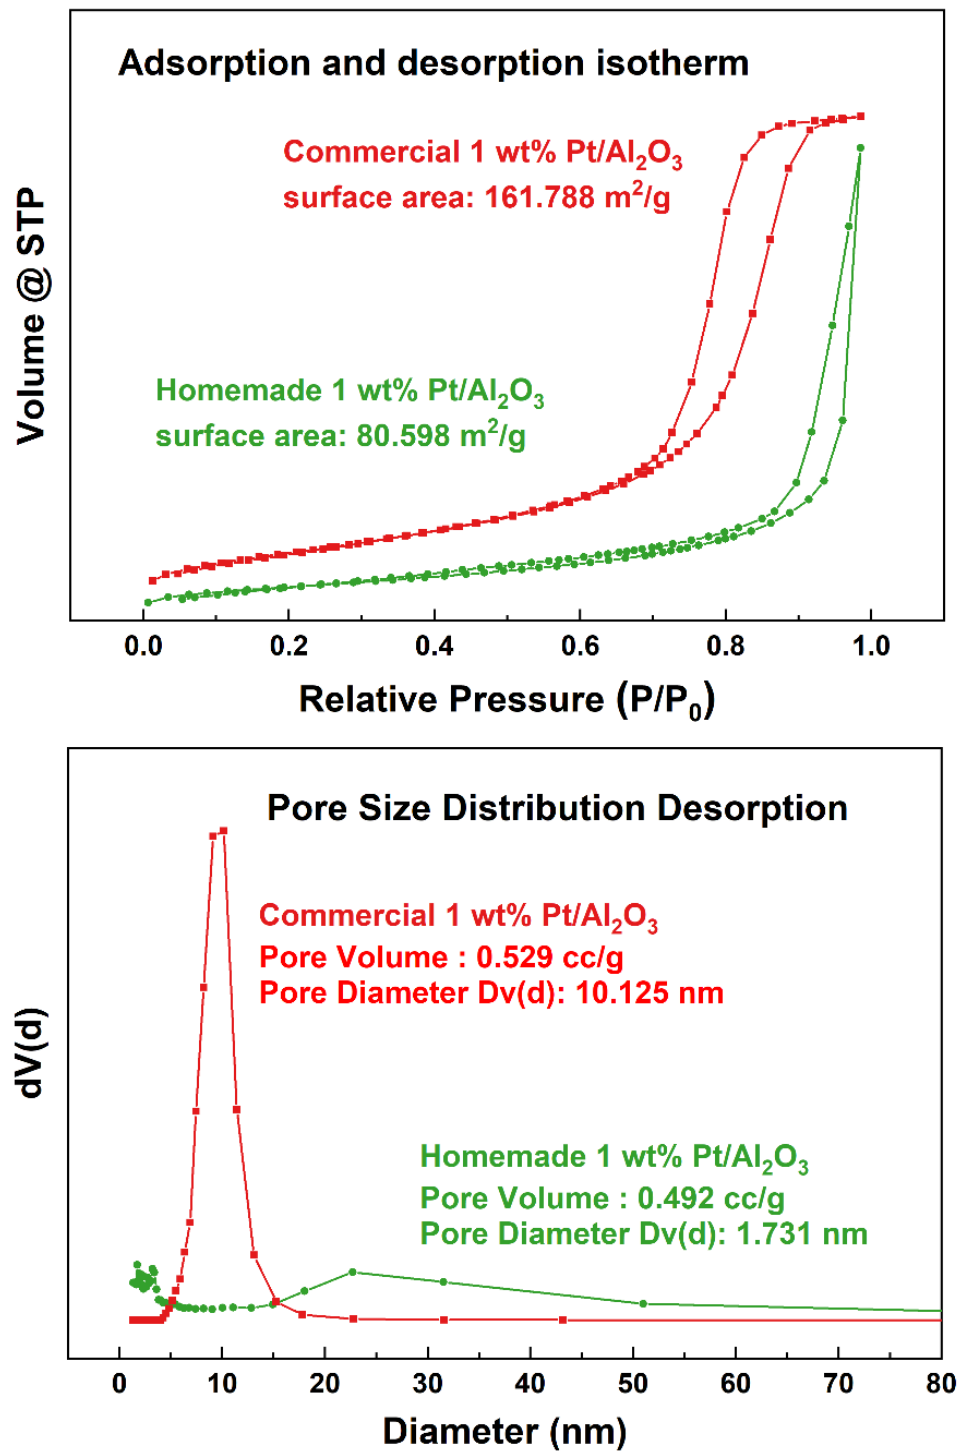 Adsorption and desorption isotherm
Commercial 1 wt% Pt/Al₂O₃
surface area: 161.788 m²/g
Homemade 1 wt% Pt/Al₂O₃
surface area: 80.598 m²/g
Volume @ STP
0.0 0.2 0.4 0.6 0.8 1.0
Relative Pressure (P/P₀)
Pore Size Distribution Desorption
Commercial 1 wt% Pt/Al₂O₃
Pore Volume : 0.529 cc/g
Pore Diameter Dv(d): 10.125 nm
Homemade 1 wt% Pt/Al₂O₃
Pore Volume : 0.492 cc/g
Pore Diameter Dv(d): 1.731 nm
dV(d)
0 10 20 30 40 50 60 70 80
Diameter (nm)